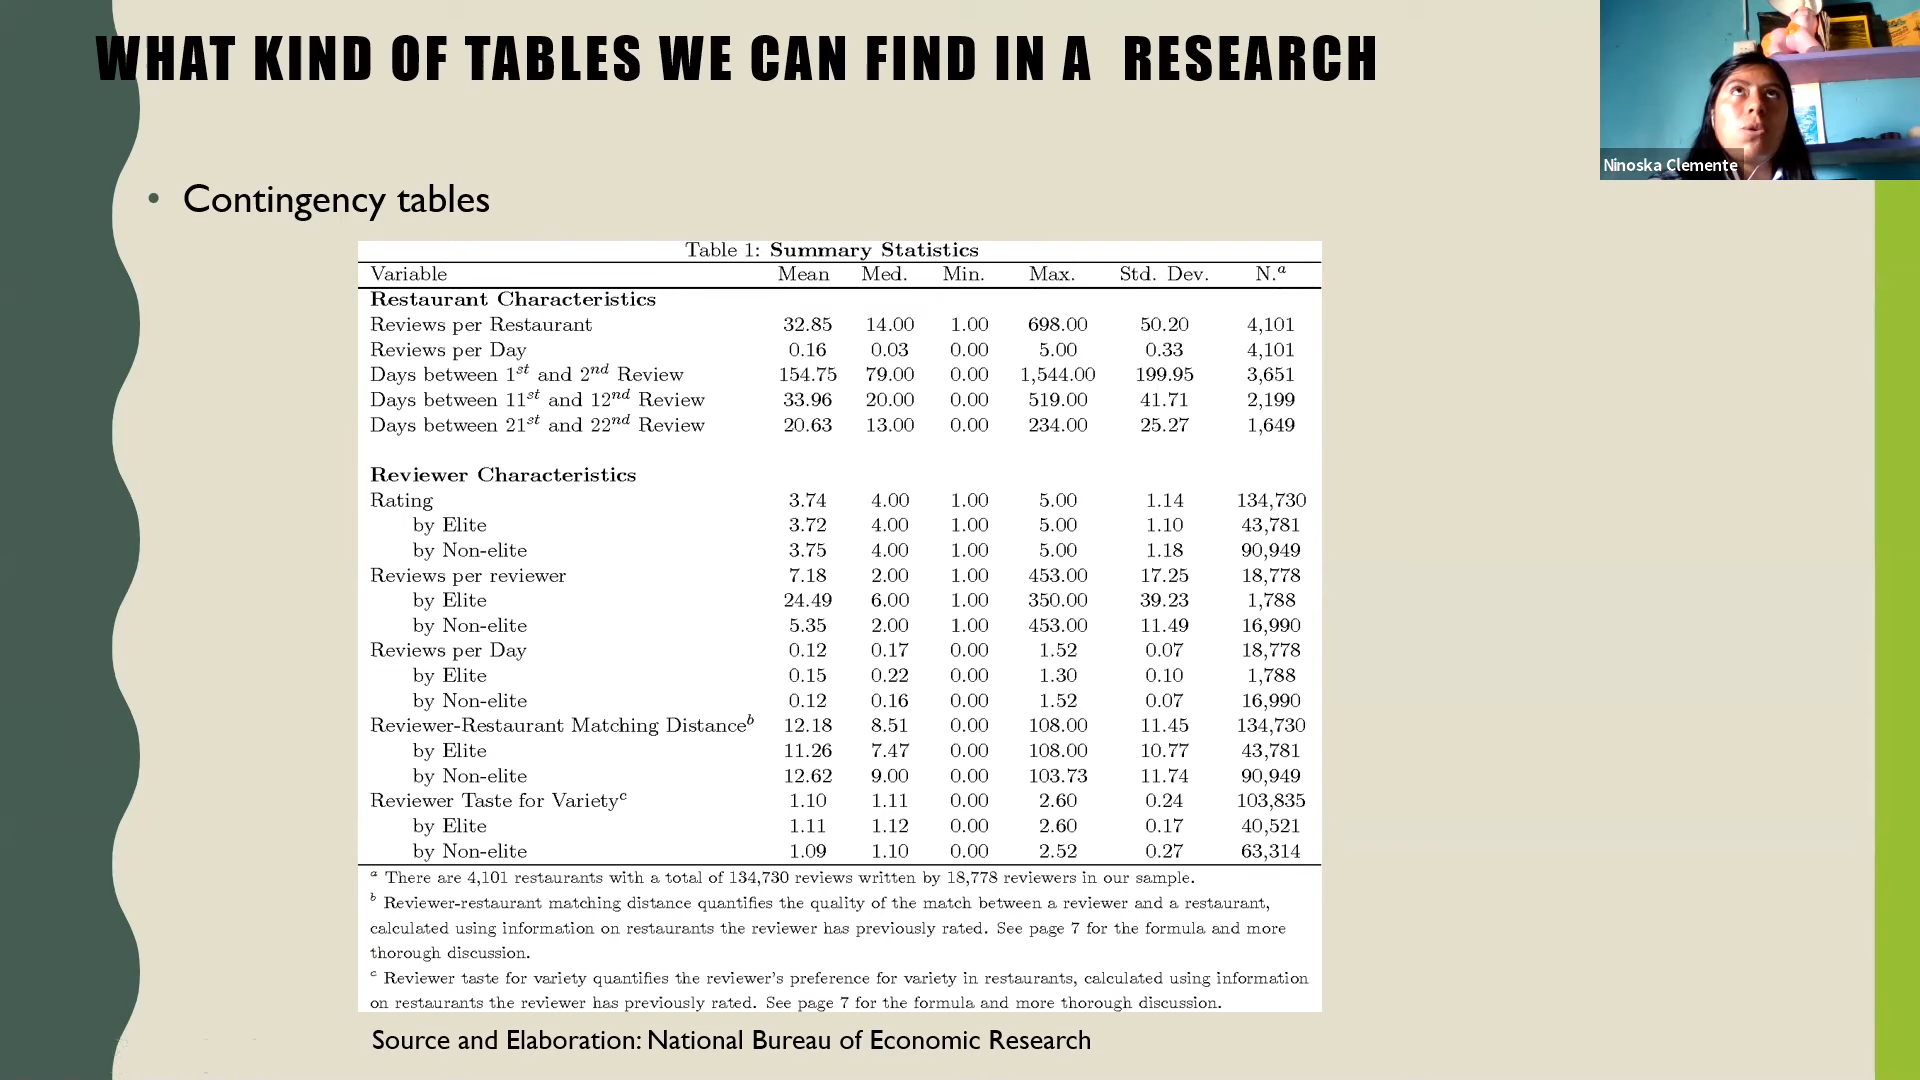 WHAT KIND OF TABLES WE CAN FIND IN A RESEARCH
Ninoska Clemente
• Contingency tables
Table 1: Summary Statistics
Variable Mean Med. Min. Max. Std. Dev. N.ᵃ
Restaurant Characteristics
Reviews per Restaurant 32.85 14.00 1.00 698.00 50.20 4,101
Reviews per Day 0.16 0.03 0.00 5.00 0.33 4,101
Days between 1st and 2nd Review 154.75 79.00 0.00 1,544.00 199.95 3,651
Days between 11st and 12nd Review 33.96 20.00 0.00 519.00 41.71 2,199
Days between 21st and 22nd Review 20.63 13.00 0.00 234.00 25.27 1,649
Reviewer Characteristics
Rating 3.74 4.00 1.00 5.00 1.14 134,730
by Elite 3.72 4.00 1.00 5.00 1.10 43,781
by Non-elite 3.75 4.00 1.00 5.00 1.18 90,949
Reviews per reviewer 7.18 2.00 1.00 453.00 17.25 18,778
by Elite 24.49 6.00 1.00 350.00 39.23 1,788
by Non-elite 5.35 2.00 1.00 453.00 11.49 16,990
Reviews per Day 0.12 0.17 0.00 1.52 0.07 18,778
by Elite 0.15 0.22 0.00 1.30 0.10 1,788
by Non-elite 0.12 0.16 0.00 1.52 0.07 16,990
Reviewer-Restaurant Matching Distanceᵇ 12.18 8.51 0.00 108.00 11.45 134,730
by Elite 11.26 7.47 0.00 108.00 10.77 43,781
by Non-elite 12.62 9.00 0.00 103.73 11.74 90,949
Reviewer Taste for Varietyᶜ 1.10 1.11 0.00 2.60 0.24 103,835
by Elite 1.11 1.12 0.00 2.60 0.17 40,521
by Non-elite 1.09 1.10 0.00 2.52 0.27 63,314
ᵃ There are 4,101 restaurants with a total of 134,730 reviews written by 18,778 reviewers in our sample.
ᵇ Reviewer-restaurant matching distance quantifies the quality of the match between a reviewer and a restaurant,
calculated using information on restaurants the reviewer has previously rated. See page 7 for the formula and more
thorough discussion.
ᶜ Reviewer taste for variety quantifies the reviewer's preference for variety in restaurants, calculated using information
on restaurants the reviewer has previously rated. See page 7 for the formula and more thorough discussion.
Source and Elaboration: National Bureau of Economic Research